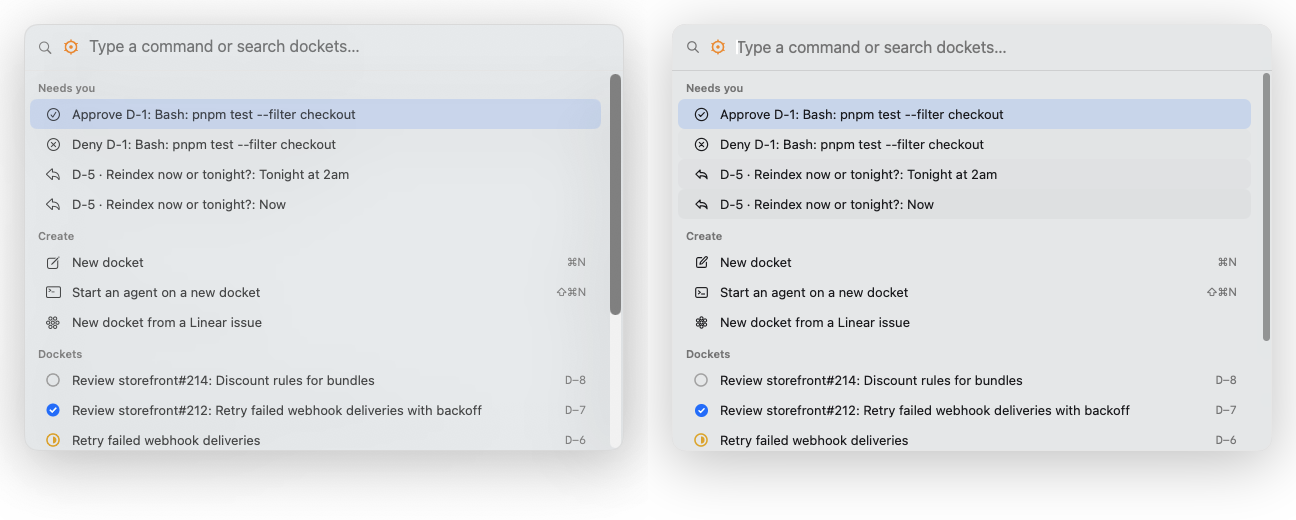 Type a command or search dockets...
Needs you
Approve D-1: Bash: pnpm test --filter checkout
Deny D-1: Bash: pnpm test --filter checkout
D-5 · Reindex now or tonight?: Tonight at 2am
D-5 · Reindex now or tonight?: Now
Create
New docket ⌘N
Start an agent on a new docket ⇧⌘N
New docket from a Linear issue
Dockets
Review storefront#214: Discount rules for bundles D–8
Review storefront#212: Retry failed webhook deliveries with backoff D–7
Retry failed webhook deliveries D–6
Type a command or search dockets...
Needs you
Approve D-1: Bash: pnpm test --filter checkout
Deny D-1: Bash: pnpm test --filter checkout
D-5 · Reindex now or tonight?: Tonight at 2am
D-5 · Reindex now or tonight?: Now
Create
New docket ⌘N
Start an agent on a new docket ⇧⌘N
New docket from a Linear issue
Dockets
Review storefront#214: Discount rules for bundles D–8
Review storefront#212: Retry failed webhook deliveries with backoff D–7
Retry failed webhook deliveries D–6